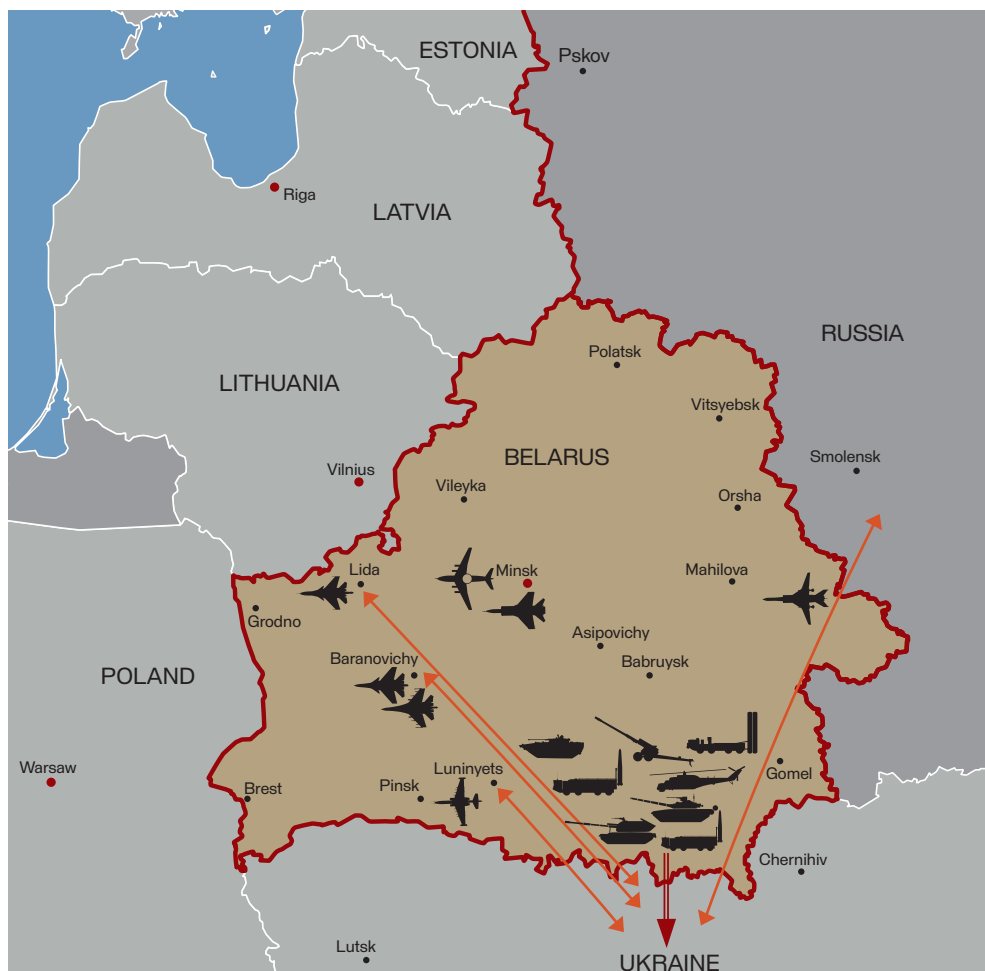 ESTONIA
Pskov
Riga
LATVIA
RUSSIA
Polatsk
LITHUANIA
Vitsyebsk
BELARUS
Smolensk
Vilnius
Vileyka
Orsha
Lida
Minsk
Mahilova
Grodno
Asipovichy
Baranovichy
Babruysk
POLAND
Warsaw
Luninyets
Gomel
Brest
Pinsk
Chernihiv
Lutsk
UKRAINE